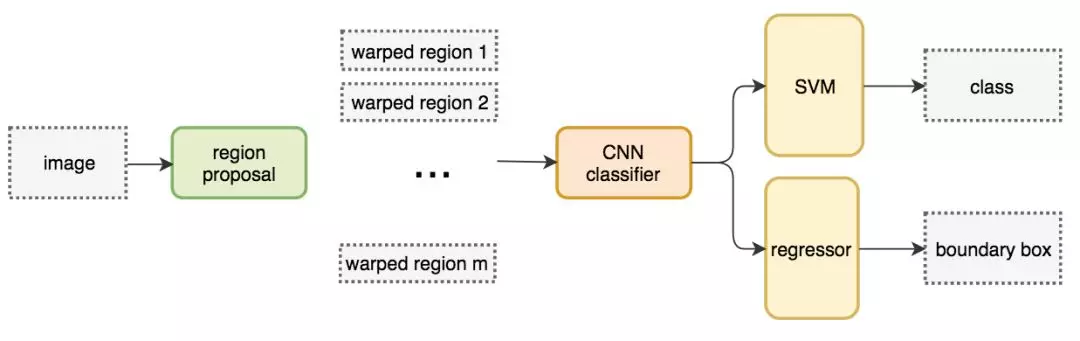 image
region
proposal
warped region 1
warped region 2
...
warped region m
CNN
classifier
SVM
class
regressor
boundary box